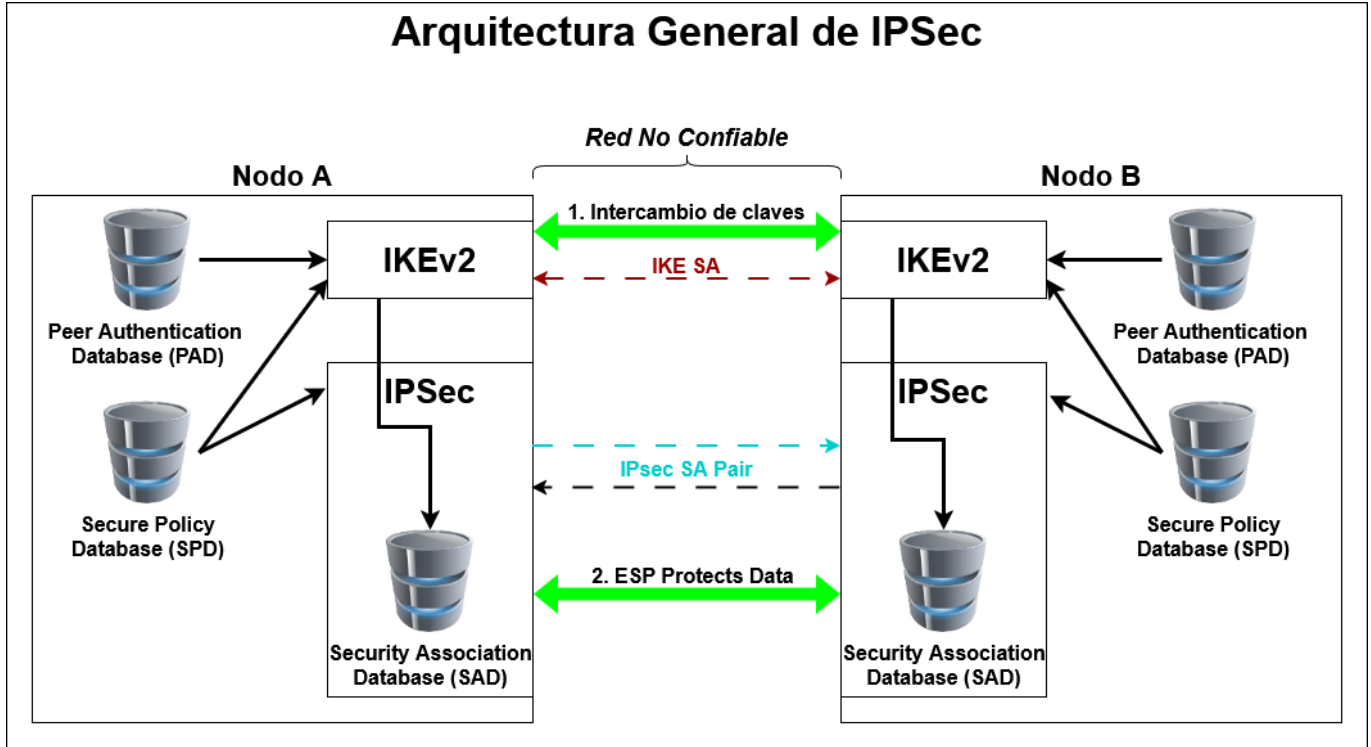 Arquitectura General de IPSec
Red No Confiable
Nodo A
Nodo B
1. Intercambio de claves
IKEv2
IKEv2
IKE SA
Peer Authentication
Database (PAD)
Peer Authentication
Database (PAD)
IPSec
IPSec
IPsec SA Pair
Secure Policy
Database (SPD)
Secure Policy
Database (SPD)
2. ESP Protects Data
Security Association
Database (SAD)
Security Association
Database (SAD)